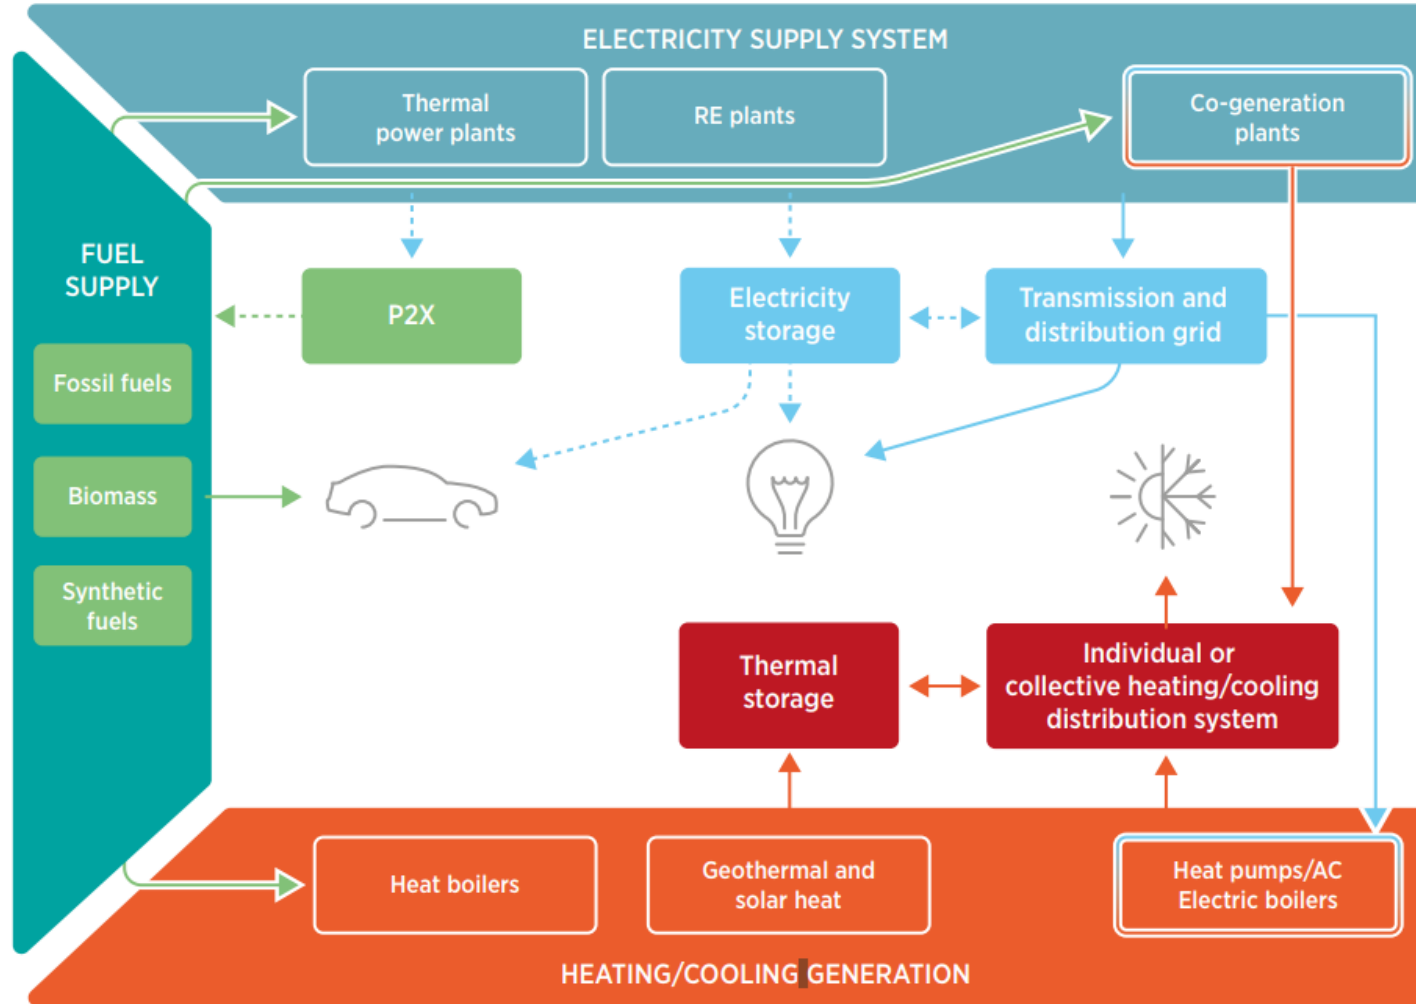 ELECTRICITY SUPPLY SYSTEM
Thermal
power plants
RE plants
Co-generation
plants
FUEL
SUPPLY
Fossil fuels
Biomass
Synthetic
fuels
P2X
Electricity
storage
Transmission and
distribution grid
Thermal
storage
Individual or
collective heating/cooling
distribution system
Heat boilers
Geothermal and
solar heat
Heat pumps/AC
Electric boilers
HEATING/COOLING GENERATION